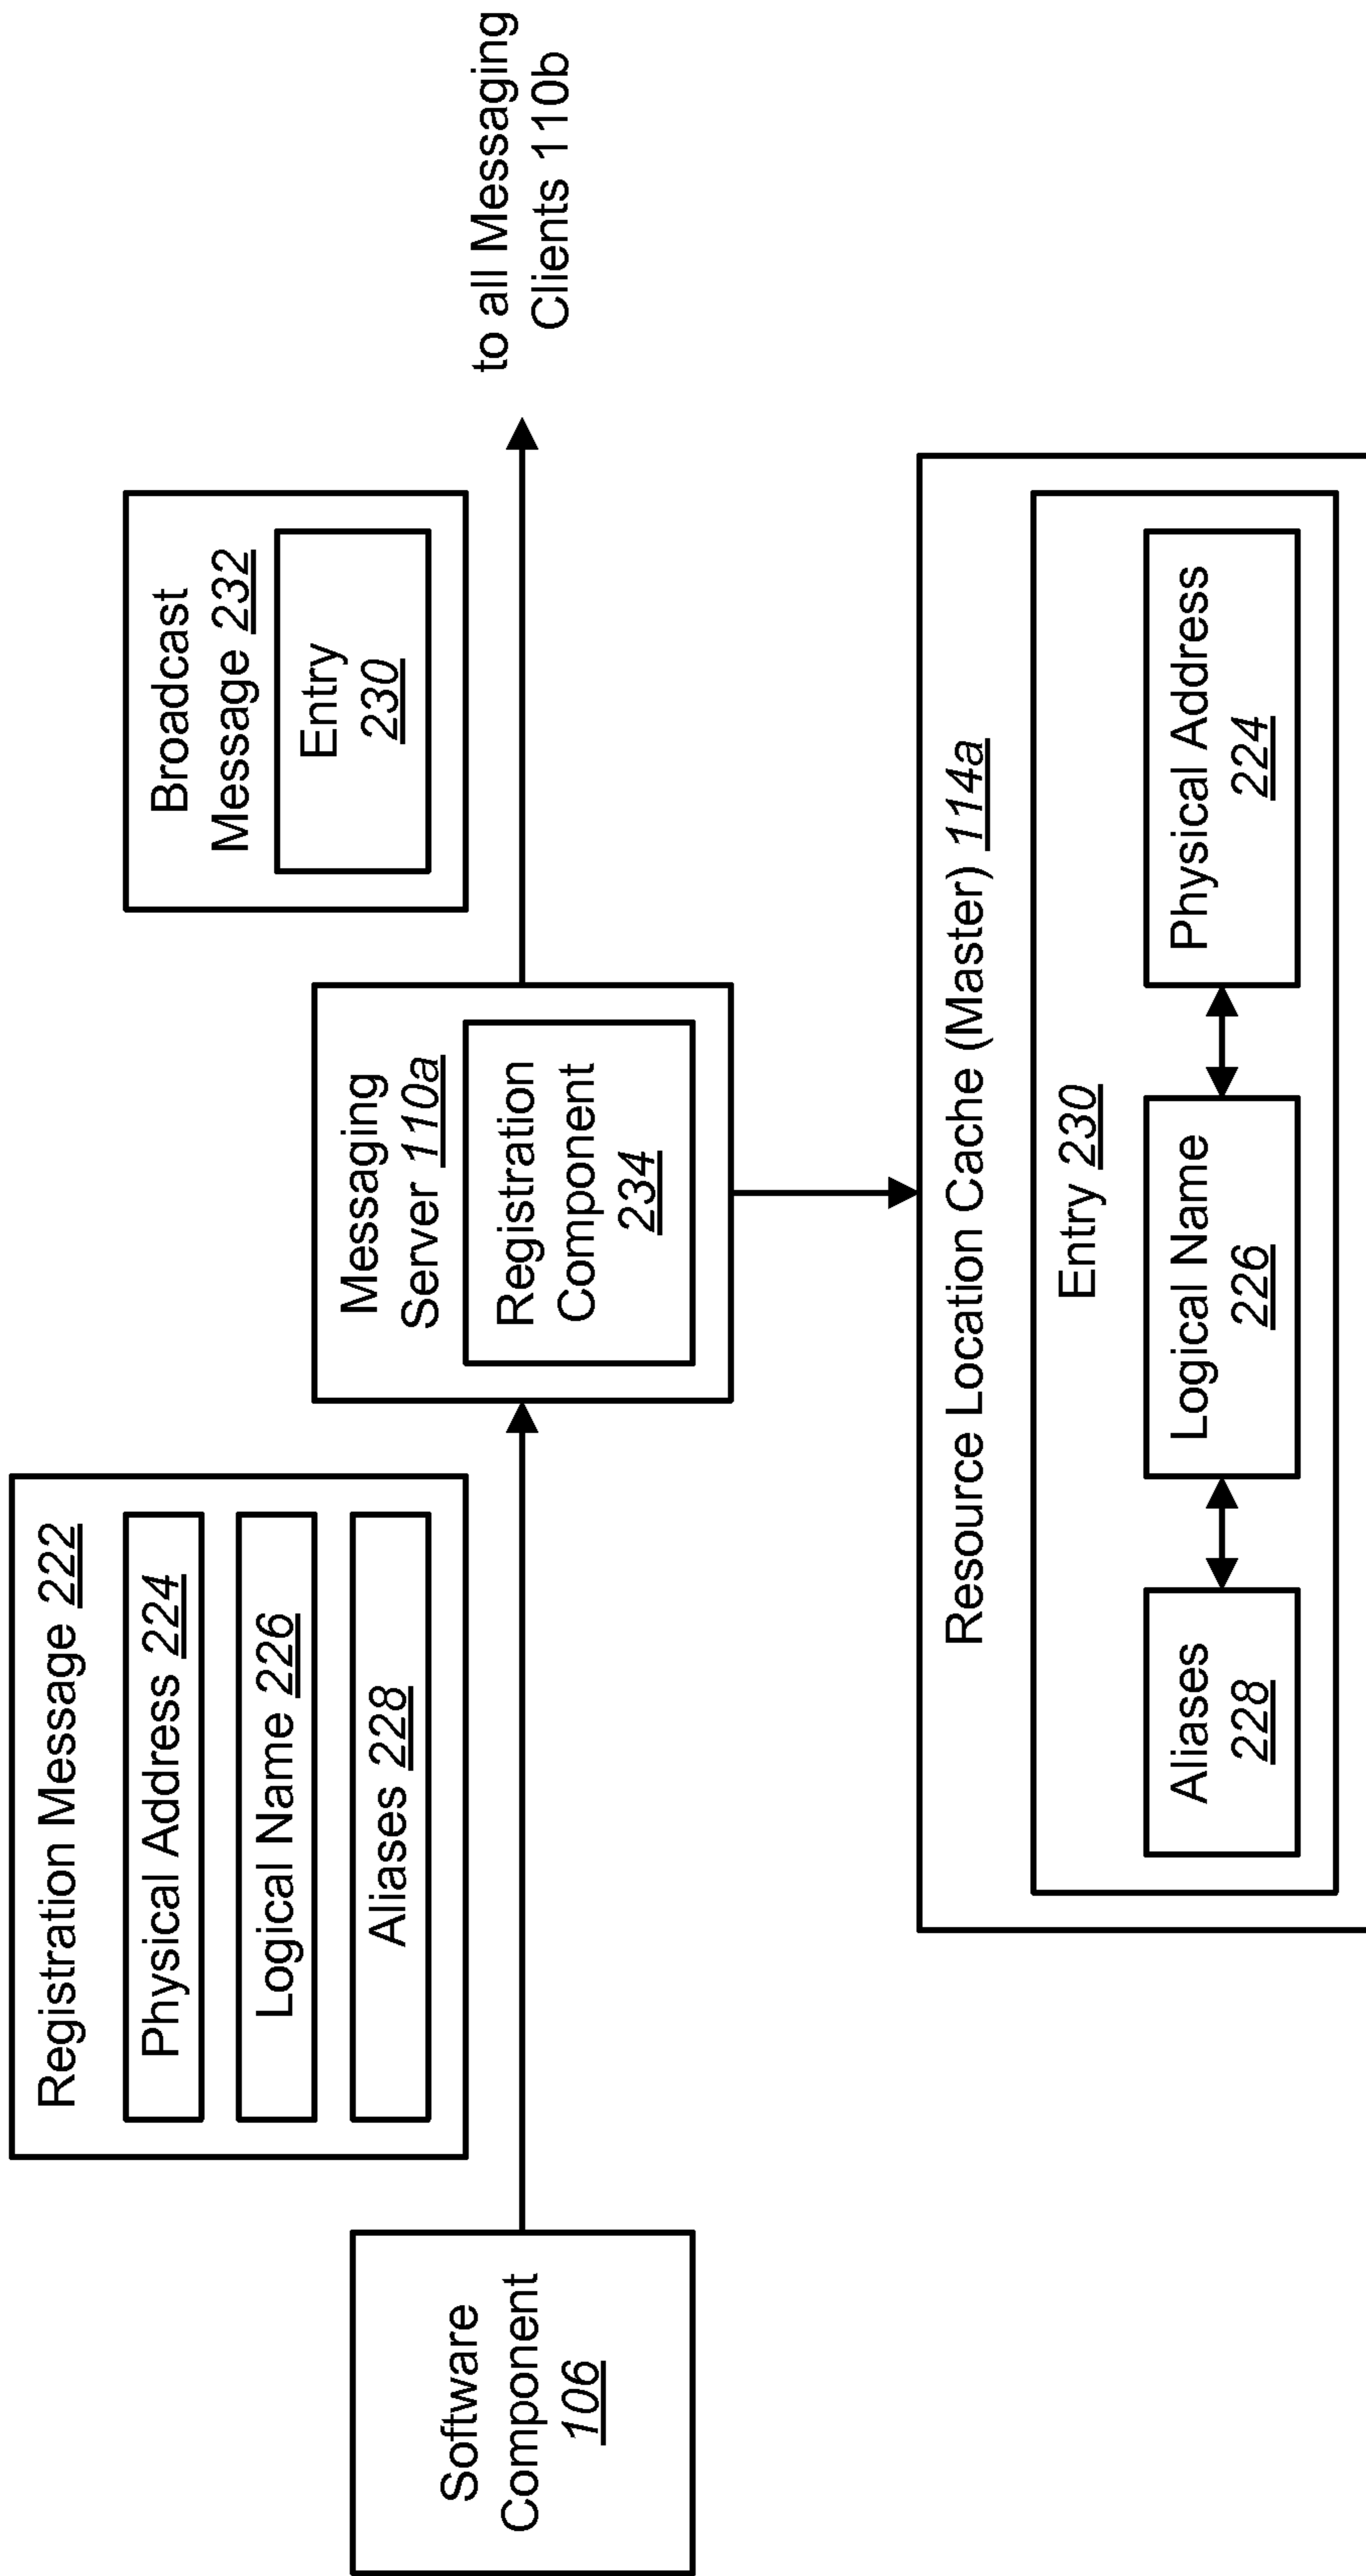 Registration Message 222
Physical Address 224
Logical Name 226
Aliases 228
Broadcast
Message 232
Entry
230
Software
Component
106
Messaging
Server 110a
Registration
Component
234
to all Messaging
Clients 110b
Resource Location Cache (Master) 114a
Entry 230
Aliases
228
Logical Name
226
Physical Address
224